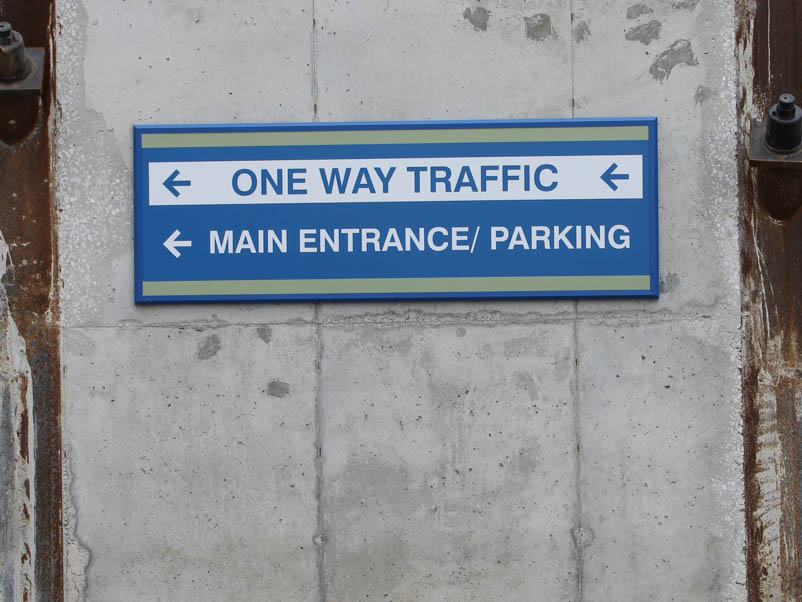 ONE WAY TRAFFIC
MAIN ENTRANCE/ PARKING